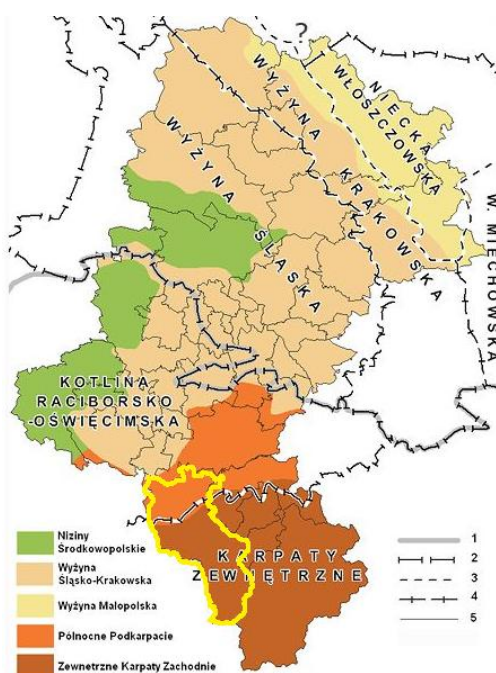 ?
WYŻYNA
KRAKOWSKA
NIECKA
WŁOSZCZOWSKA
WYŻYNA
ŚLĄSKA
W. MIECHOWSKA
KOTLINA
RACIBORSKO
-OŚWIĘCIMSKA
KARPATY
ZEWNĘTRZNE
Niziny
Środkowopolskie
Wyżyna
Śląsko-Krakowska
Wyżyna Małopolska
Północne Podkarpacie
Zewnetrzne Karpaty Zachodnie
1
2
3
4
5